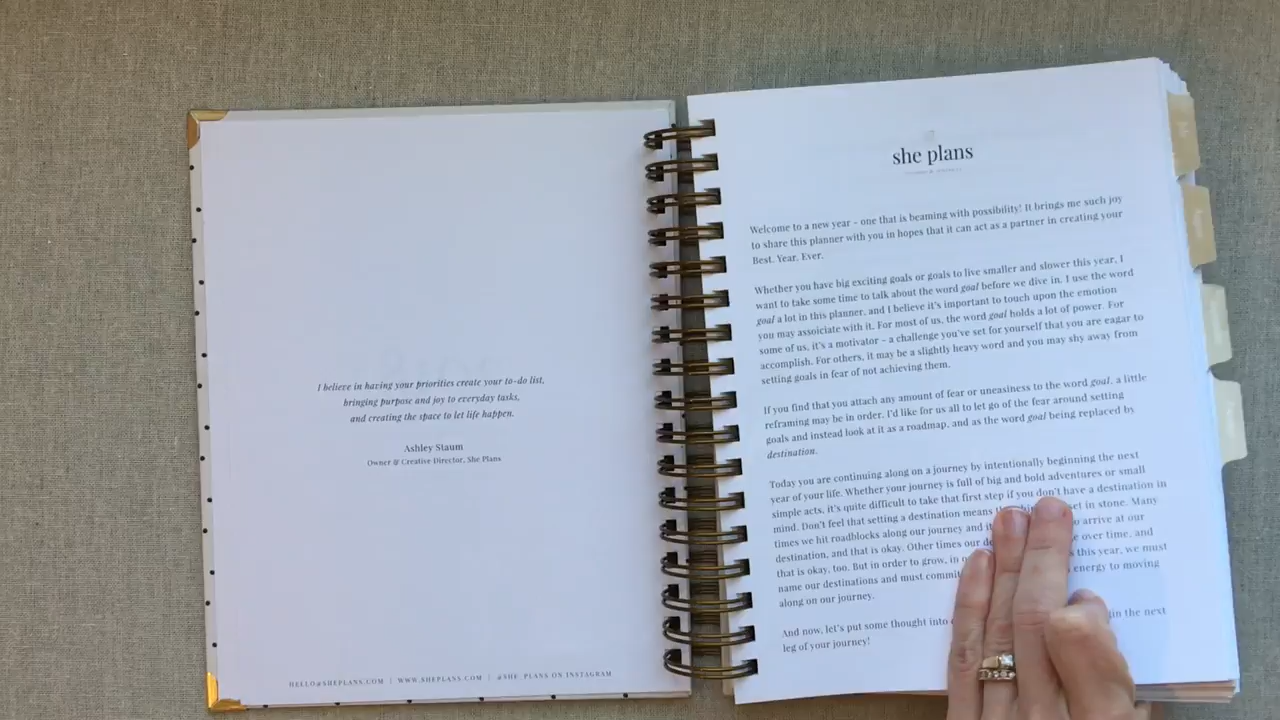 I believe in having your priorities create your to-do list,
bringing purpose and joy to everyday tasks,
and creating the space to let life happen.
Ashley Staum
Owner & Creative Director, She Plans
HELLO@SHEPLANS.COM | WWW.SHEPLANS.COM | @SHE_PLANS ON INSTAGRAM
she plans
Welcome to a new year - one that is beaming with possibility! It brings me such joy
to share this planner with you in hopes that it can act as a partner in creating your
Best. Year. Ever.
Whether you have big exciting goals or goals to live smaller and slower this year, I
want to take some time to talk about the word goal before we dive in. I use the word
goal a lot in this planner, and I believe it's important to touch upon the emotion
you may assoiciate with it. For most of us, the word goal holds a lot of power. For
some of us, it's a motivator – a challenge you've set for yourself that you are eager to
accomplish. For others, it may be a slightly heavy word and you may shy away from
setting goals in fear of not achieving them.
If you find that you attach any amount of fear or uneasiness to the word goal, a little
reframing may be in order. I'd like for us all to let go of the fear around setting
goals and instead look at it as a roadmap, and as the word goal being replaced by
destination.
Today you are continuing along on a journey by intentionally beginning the next
year of your life. Whether your journey is full of big and bold adventures or small
simple acts, it's quite difficult to take that first step if you don't have a destination in
mind. Don't feel that setting a destination means set in stone. Many
times we hit roadblocks along our journey and arrive at our
destination, and that is okay. Other times our over time, and
that is okay, too. But in order to grow, in this year, we must
name our destinations and must commit energy to moving
along on our journey.
And now, let's put some thought into the next
leg of your journey!